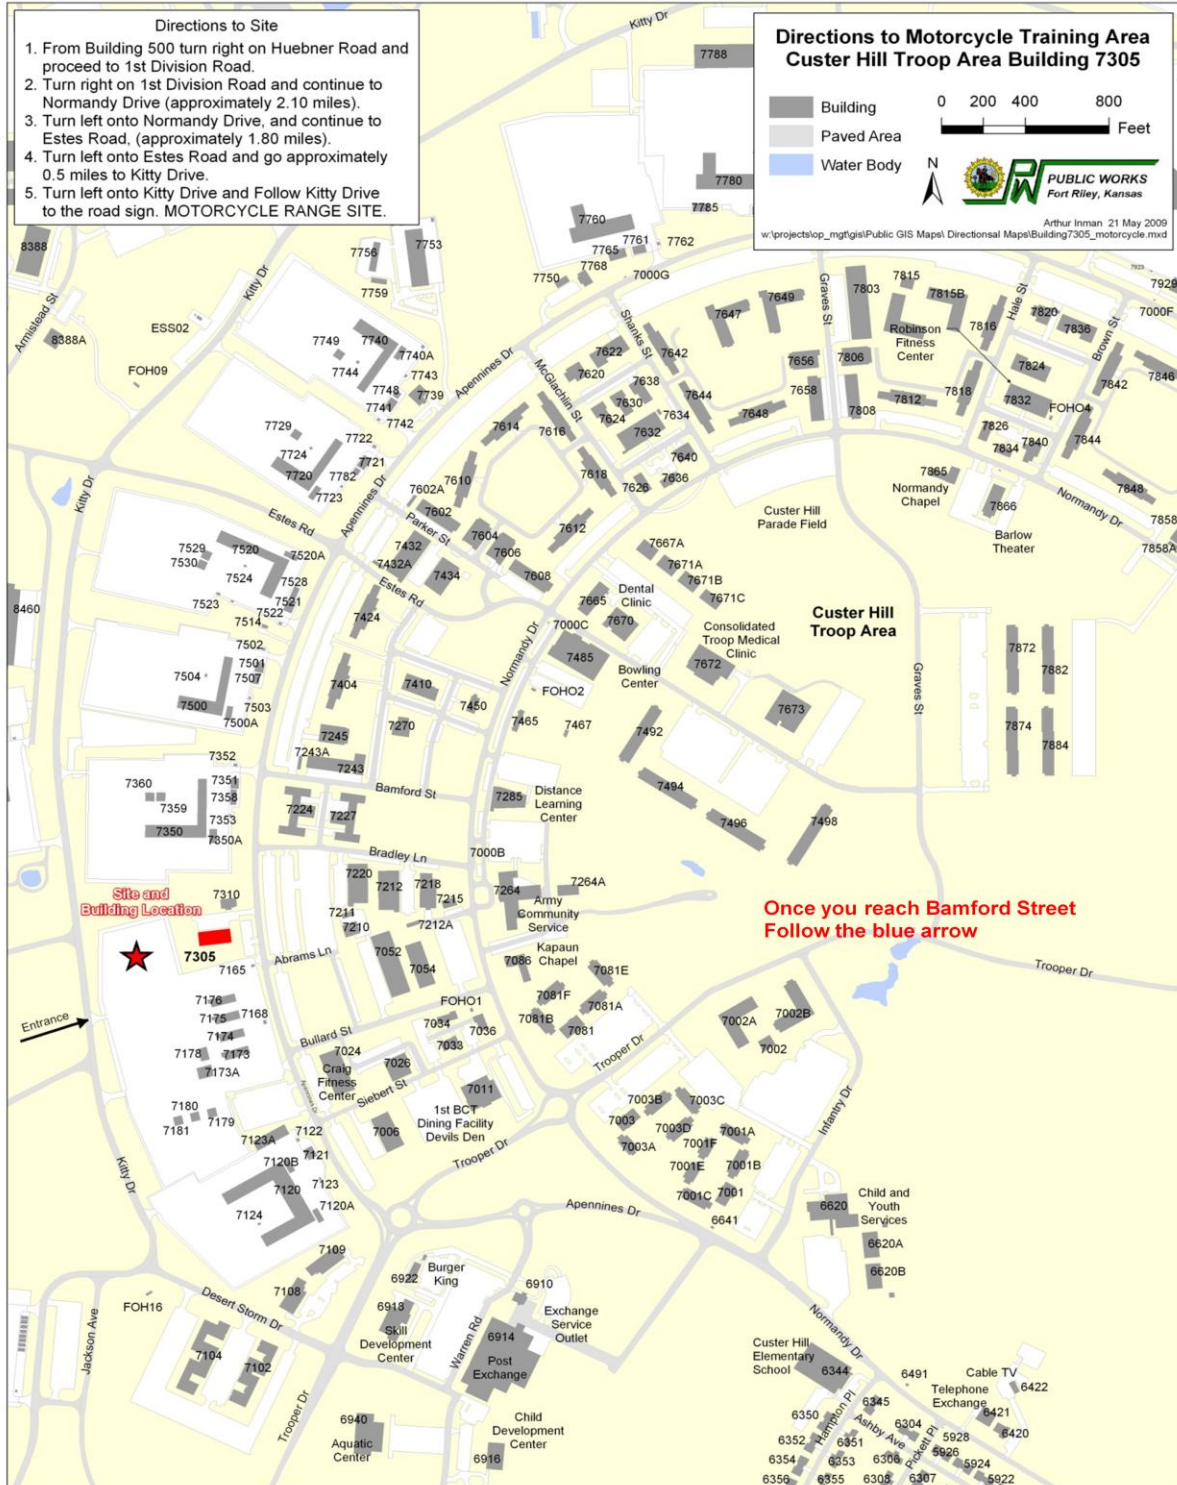 Directions to Site
1. From Building 500 turn right on Huebner Road and
proceed to 1st Division Road.
2. Turn right on 1st Division Road and continue to
Normandy Drive (approximately 2.10 miles).
3. Turn left onto Normandy Drive, and continue to
Estes Road, (approximately 1.80 miles).
4. Turn left onto Estes Road and go approximately
0.5 miles to Kitty Drive.
5. Turn left onto Kitty Drive and Follow Kitty Drive
to the road sign. MOTORCYCLE RANGE SITE.
Directions to Motorcycle Training Area
Custer Hill Troop Area Building 7305
Building
Paved Area
Water Body
0 200 400 800
Feet
N
PW
PUBLIC WORKS
Fort Riley, Kansas
Arthur Inman 21 May 2009
w:\projects\op_mgt\gis\Public GIS Maps\ Directionsal Maps\Building7305_motorcycle.mxd
Kitty Dr
7788
7780
7785
7760
7765
7761
7762
7768
7750
7000G
8388
7756
7753
7759
Armistead St
8388A
ESS02
FOH09
Kitty Dr
7749
7740
7740A
7744
7743
7748
7739
7741
7742
Apennines Dr
7729
7722
7724
7721
7720
7782
7723
Kitty Dr
Estes Rd
Apennines Dr
Shanks St
McGlachlin St
7622
7620
7642
7638
7630
7644
7624
7634
7632
7614
7616
7640
7618
7626
7636
7610
7602A
7602
Parker St
7604
7606
7612
7608
7647
7649
7648
7656
7658
Graves St
7803
7806
7808
7815
7815B
Robinson
Fitness
Center
7812
7816
7818
Hale St
7820
7836
7824
7832
Brown St
7923
7929
7000F
7842
7846
FOHO4
7826
7834
7840
7844
7848
7865
Normandy
Chapel
7866
Barlow
Theater
Normandy Dr
7858
7858A
Custer Hill
Parade Field
7432
7432A
7434
Estes Rd
7424
7529
7520
7530
7520A
7524
7528
7523
7521
7522
7514
8460
7502
7501
7504
7507
7500
7503
7500A
7404
7410
7450
7245
7270
7243A
7243
7667A
7671A
7671B
7671C
7665
Dental
Clinic
7670
7000C
7485
Bowling
Center
Normandy Dr
FOHO2
7465
7467
Consolidated
Troop Medical
Clinic
7672
7673
Custer Hill
Troop Area
Graves St
7872
7882
7874
7884
7492
7494
7496
7498
7352
7351
7360
7359
7358
7353
7350
7350A
Bamford St
7224
7227
7285
Distance
Learning
Center
Bradley Ln
7000B
7220
7212
7218
7215
7211
7210
7212A
7264
7264A
Army
Community
Service
Site and
Building Location
7310
7305
7165
Abrams Ln
7052
7054
Kapaun
Chapel
7086
7081E
7081F
7081A
7081B
7081
Once you reach Bamford Street
Follow the blue arrow
Trooper Dr
Entrance
7176
7168
7175
7174
7178
7173
7173A
7180
7181
7179
Bullard St
FOHO1
7034
7036
7033
7024
Craig
Fitness
Center
7026
Siebert St
7011
1st BCT
Dining Facility
Devils Den
7006
Apennines Dr
Trooper Dr
7002A
7002B
7002
7003B
7003C
7003
7003D
7003A
7001A
7001F
7001E
7001B
7001C
7001
6641
Infantry Dr
Kitty Dr
7123A
7122
7121
7120B
7120
7123
7120A
7124
7109
7108
Trooper Dr
Apennines Dr
6620
Child and
Youth
Services
6620A
6620B
FOH16
Desert Storm Dr
Jackson Ave
7104
7102
Trooper Dr
6922
Burger
King
6913
Skill
Development
Center
Warren Rd
6910
Exchange
Service
Outlet
6914
Post
Exchange
6940
Aquatic
Center
Child
Development
Center
6916
Normandy Dr
Custer Hill
Elementary
School
6344
6491
Cable TV
6422
Telephone
Exchange
6421
6420
Hampton Pl
6345
6350
6352
6351
6354
6353
6356
6355
Ashby Ave
6304
Pickett Pl
6306
6308
6307
5928
5926
5924
5922